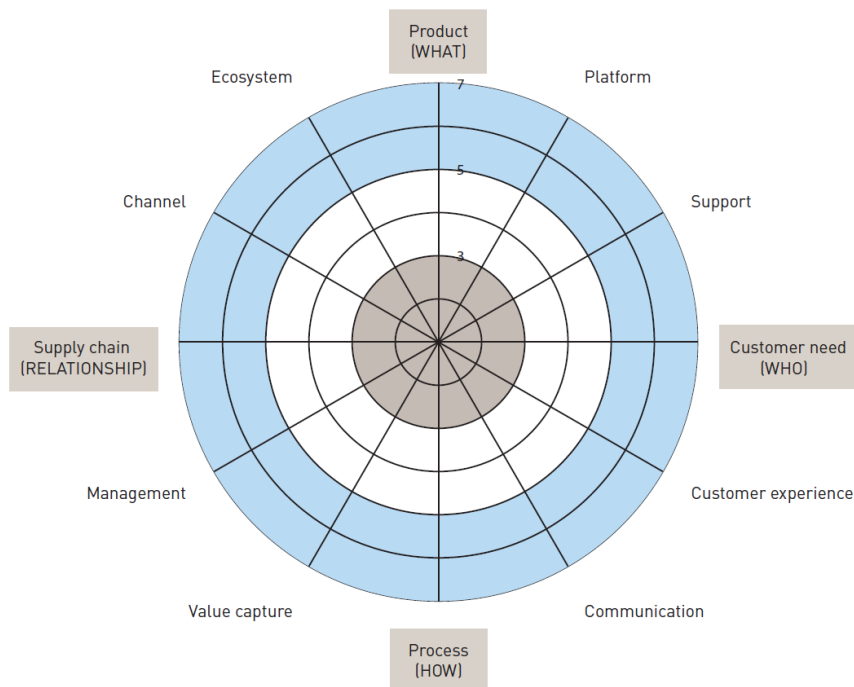 Product
(WHAT)
Ecosystem
Platform
7
Channel
5
Support
3
Supply chain
(RELATIONSHIP)
Customer need
(WHO)
Management
Customer experience
Value capture
Communication
Process
(HOW)